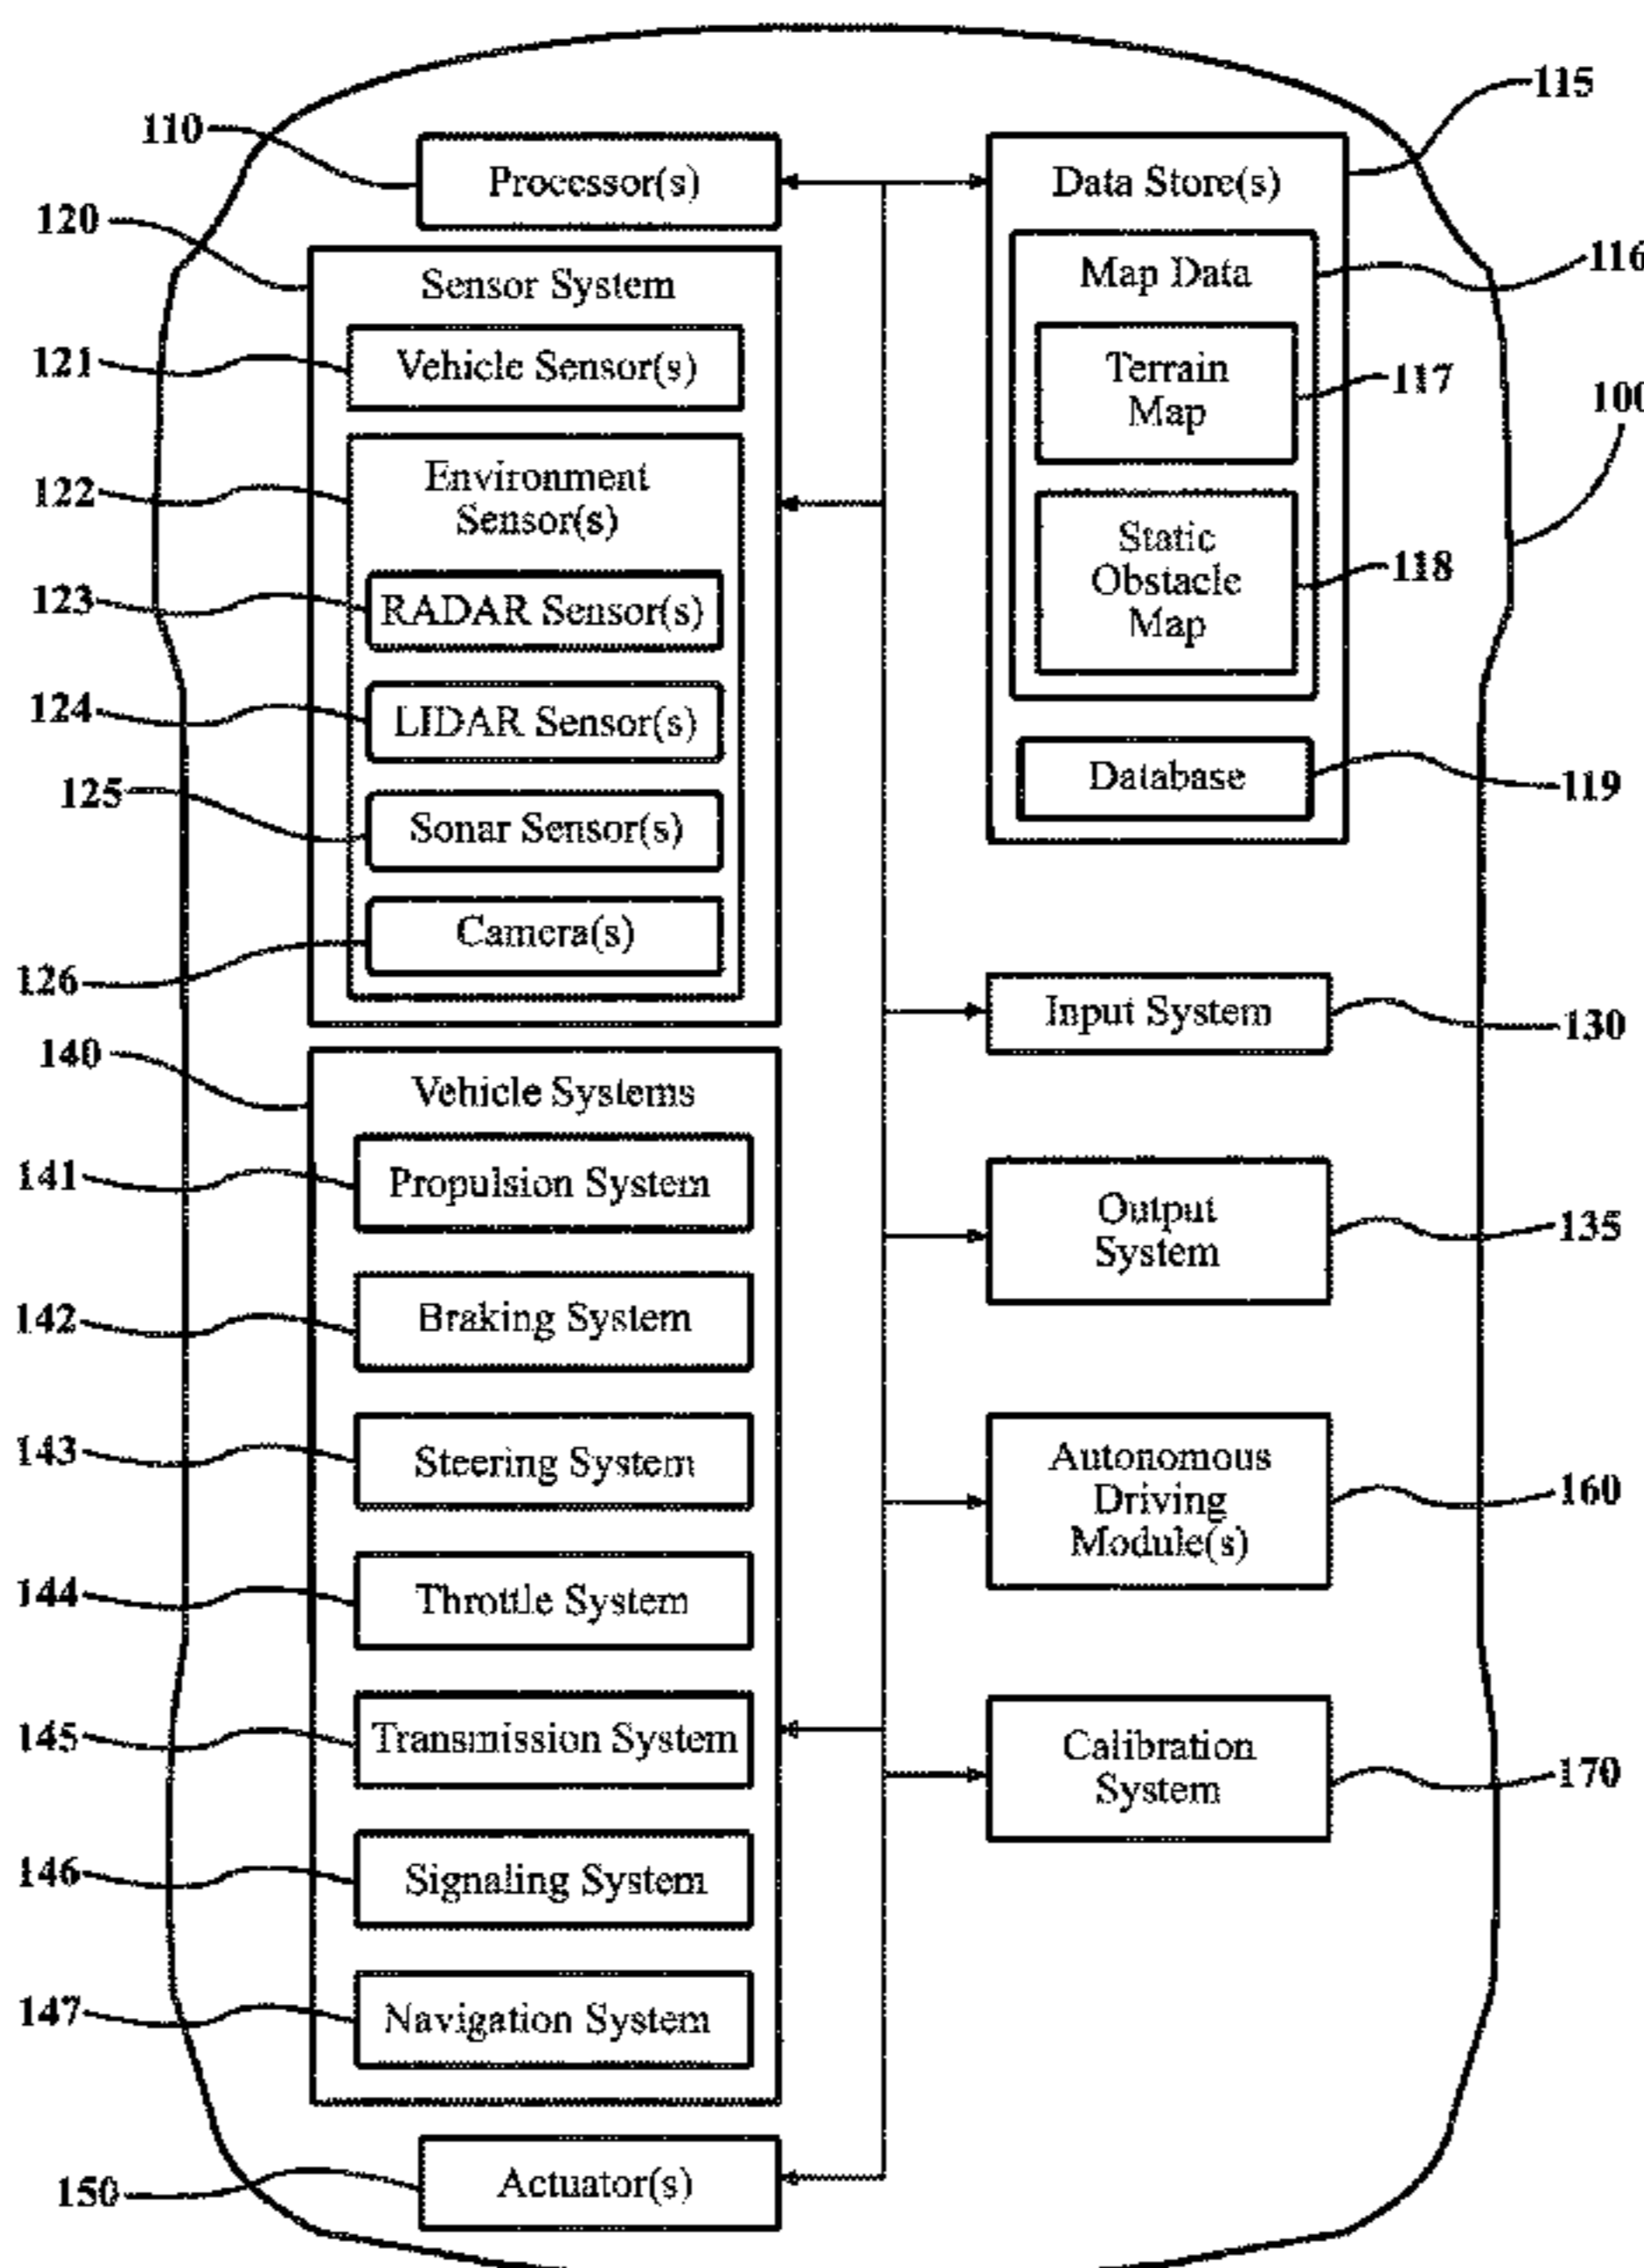 110
Processor(s)
120
Sensor System
121
Vehicle Sensor(s)
122
Environment
Sensor(s)
123
RADAR Sensor(s)
124
LIDAR Sensor(s)
125
Sonar Sensor(s)
126
Camera(s)
140
Vehicle Systems
141
Propulsion System
142
Braking System
143
Steering System
144
Throttle System
145
Transmission System
146
Signaling System
147
Navigation System
150
Actuator(s)
115
Data Store(s)
116
Map Data
Terrain
Map
117
100
Static
Obstacle
Map
118
Database
119
Input System
130
Output
System
135
Autonomous
Driving
Module(s)
160
Calibration
System
170